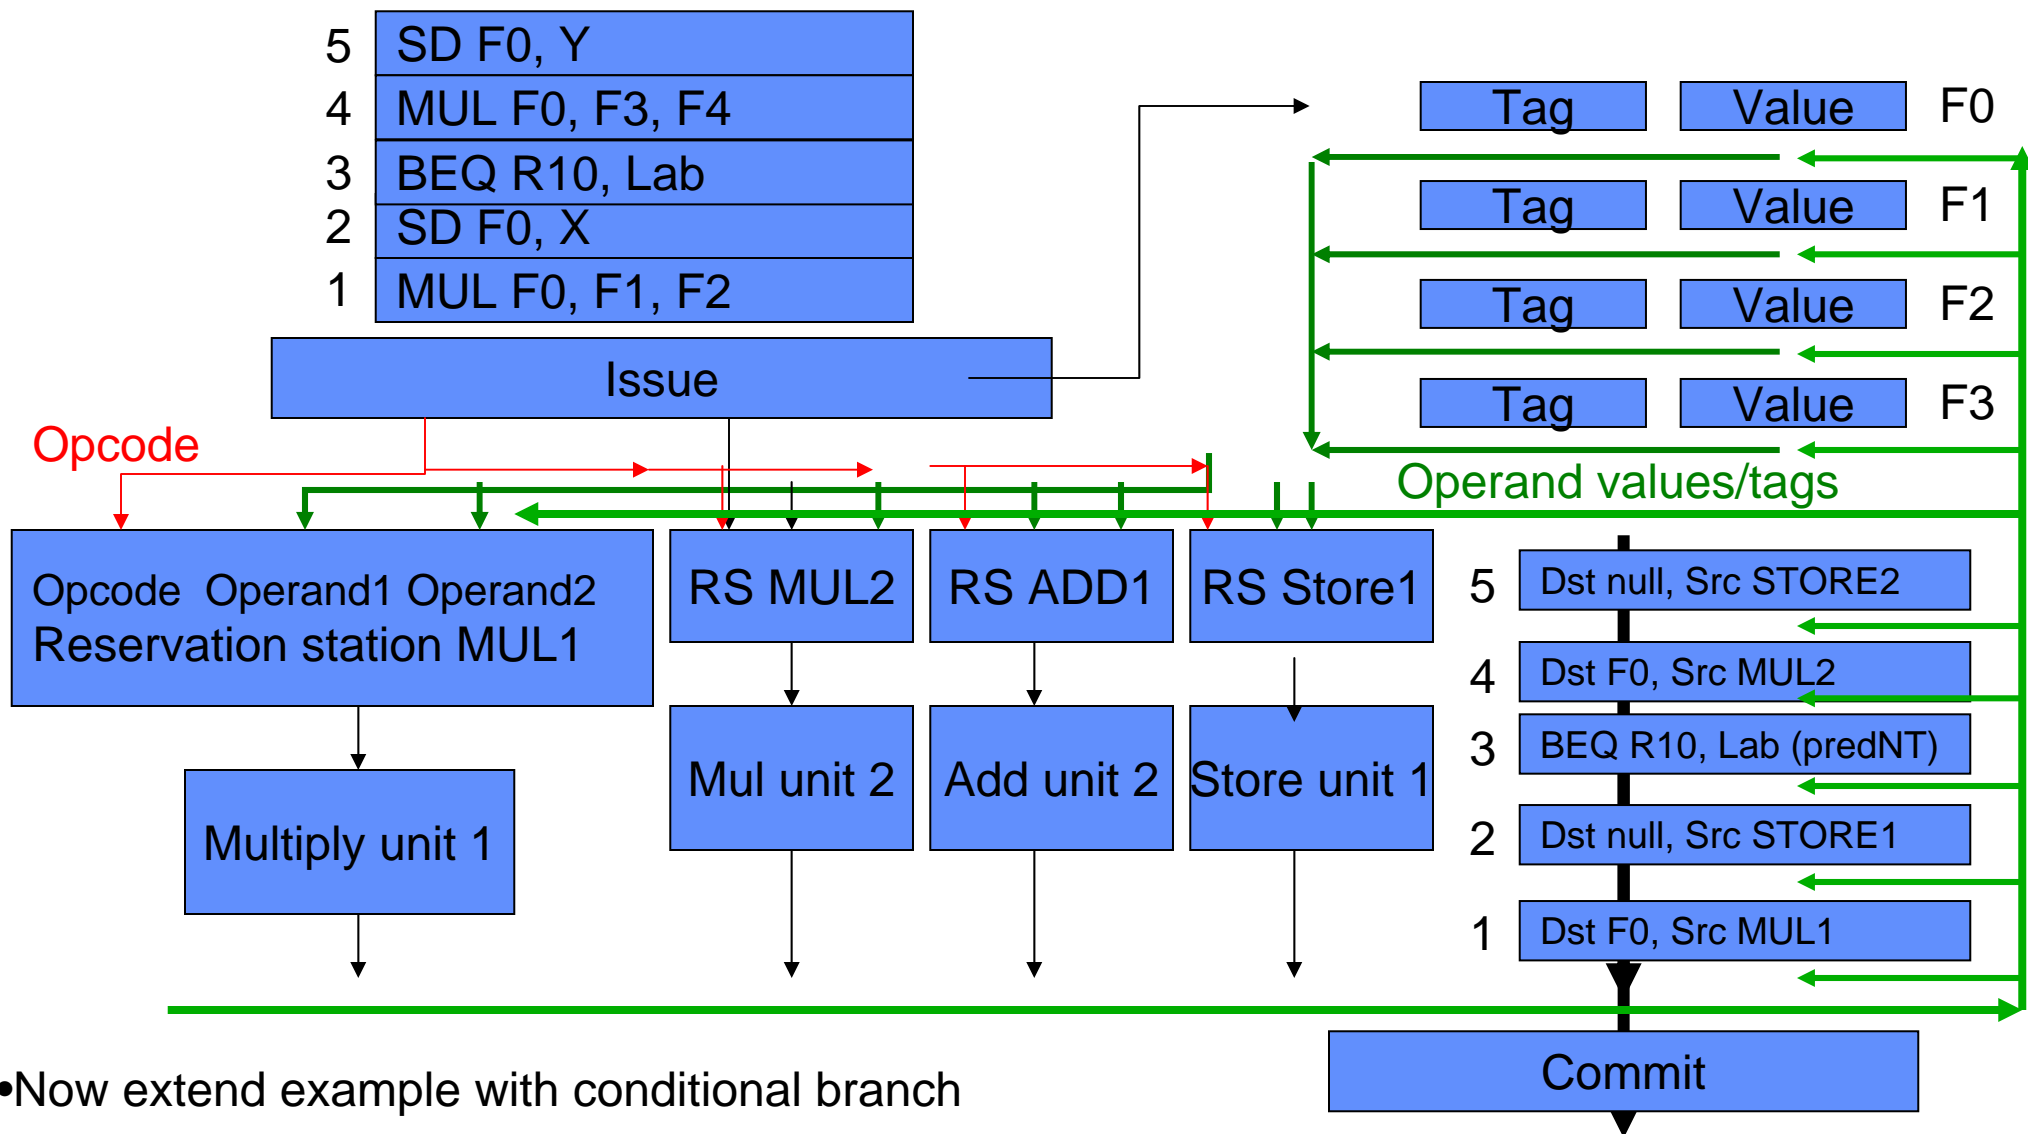 5 SD F0, Y
4 MUL F0, F3, F4
3 BEQ R10, Lab
2 SD F0, X
1 MUL F0, F1, F2
Issue
Tag Value F0
Tag Value F1
Tag Value F2
Tag Value F3
Opcode
Operand values/tags
Opcode Operand1 Operand2
Reservation station MUL1
RS MUL2
RS ADD1
RS Store1
Multiply unit 1
Mul unit 2
Add unit 2
Store unit 1
5 Dst null, Src STORE2
4 Dst F0, Src MUL2
3 BEQ R10, Lab (predNT)
2 Dst null, Src STORE1
1 Dst F0, Src MUL1
Commit
•Now extend example with conditional branch